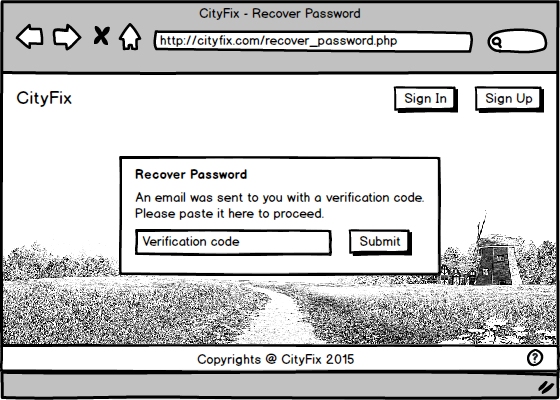 CityFix - Recover Password
http://cityfix.com/recover_password.php
CityFix
Sign In
Sign Up
Recover Password
An email was sent to you with a verification code.
Please paste it here to proceed.
Verification code
Submit
Copyrights @ CityFix 2015
?